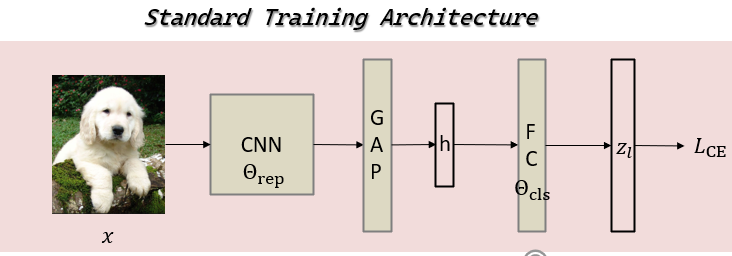 Standard Training Architecture
CNN
Θrep
G
A
P
h
F
C
Θcls
zl
LCE
x